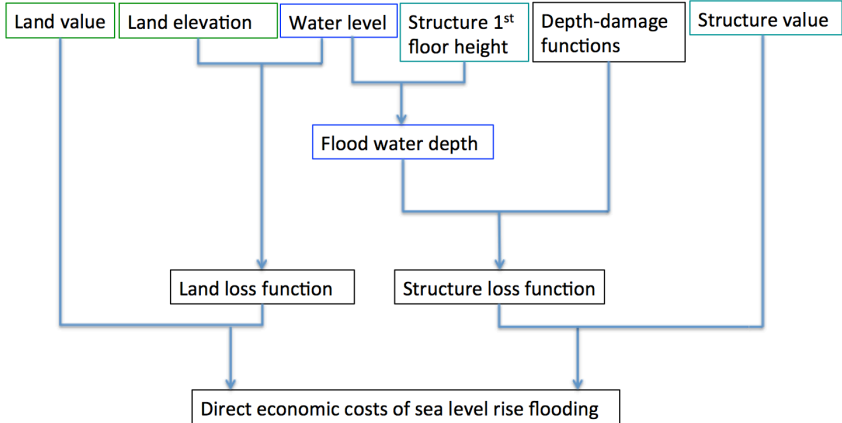 Land value
Land elevation
Water level
Structure 1st
floor height
Depth-damage
functions
Structure value
Flood water depth
Land loss function
Structure loss function
Direct economic costs of sea level rise flooding